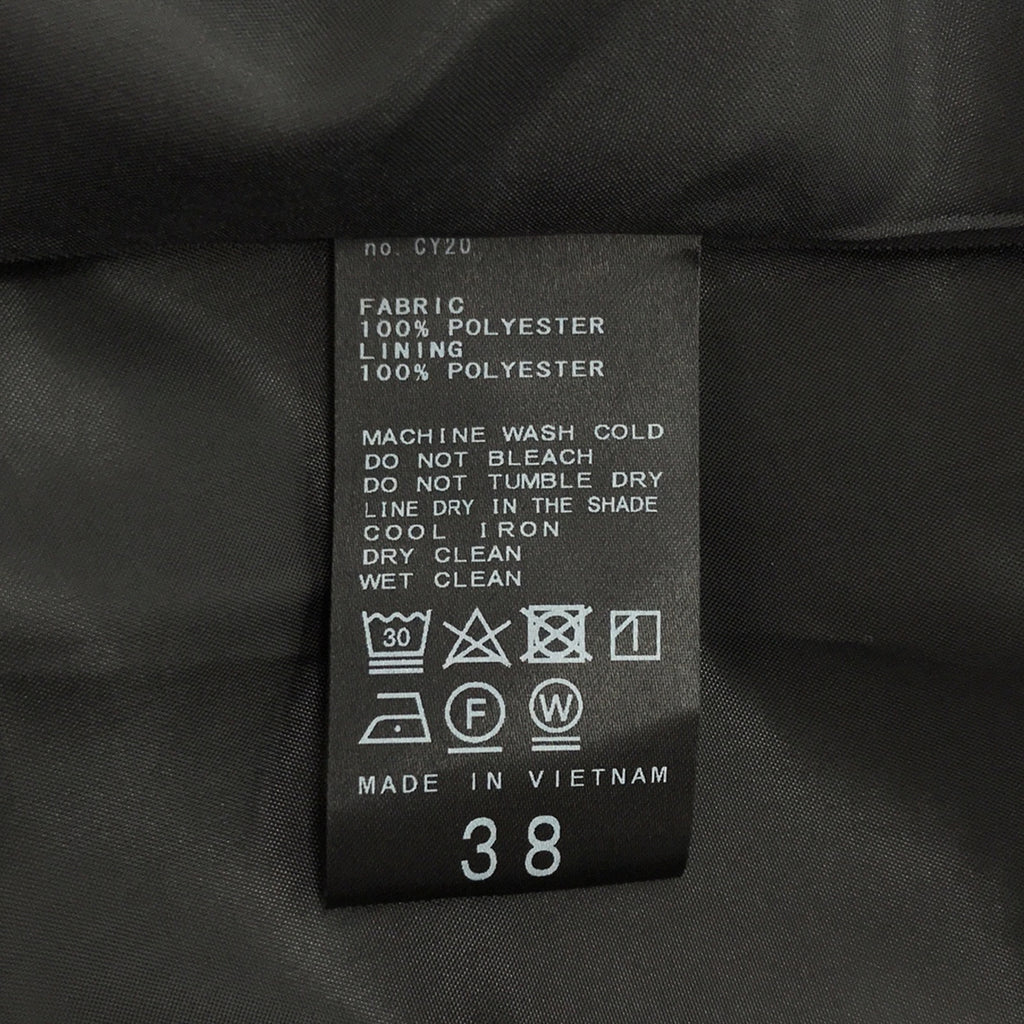 no. CY20
FABRIC
100% POLYESTER
LINING
100% POLYESTER
MACHINE WASH COLD
DO NOT BLEACH
DO NOT TUMBLE DRY
LINE DRY IN THE SHADE
COOL IRON
DRY CLEAN
WET CLEAN
30
F W
MADE IN VIETNAM
38